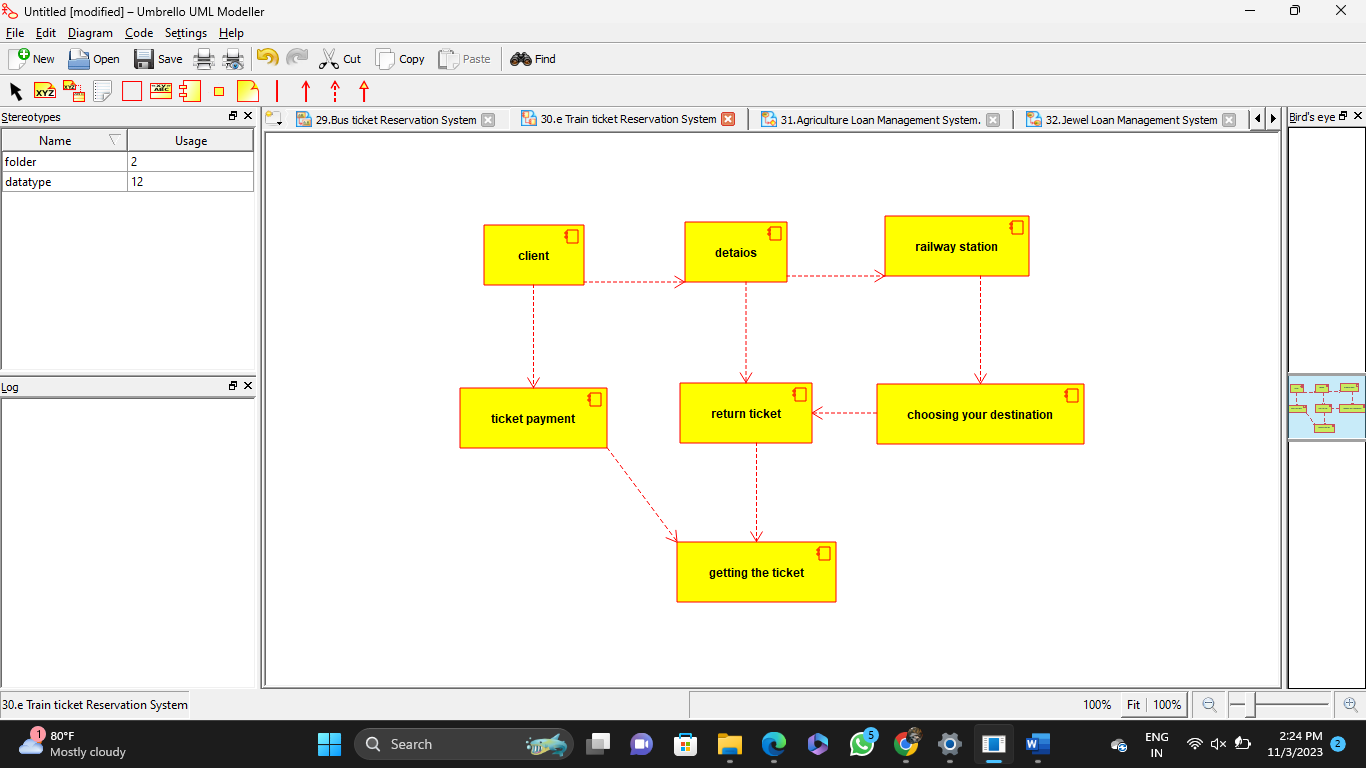 Untitled [modified] – Umbrello UML Modeller
File Edit Diagram Code Settings Help
New Open Save Cut Copy Paste Find
Stereotypes
Name Usage
folder 2
datatype 12
Log
29.Bus ticket Reservation System
30.e Train ticket Reservation System
31.Agriculture Loan Management System.
32.Jewel Loan Management System
Bird's eye
client
detaios
railway station
ticket payment
return ticket
choosing your destination
getting the ticket
30.e Train ticket Reservation System
100% Fit 100%
1
80°F
Mostly cloudy
Search
5
ENG
IN
2:24 PM
11/3/2023
2